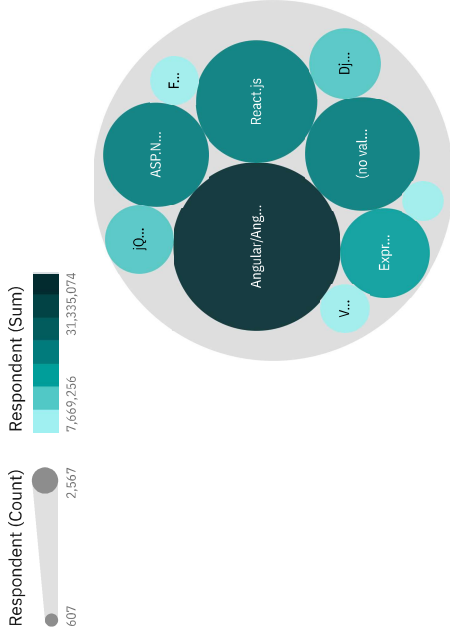 Respondent (Count)
607
2,567
Respondent (Sum)
7,669,256
31,335,074
jQ...
ASP.N...
F...
Angular/Ang...
React.js
V...
Expr...
(no val...
Dj...